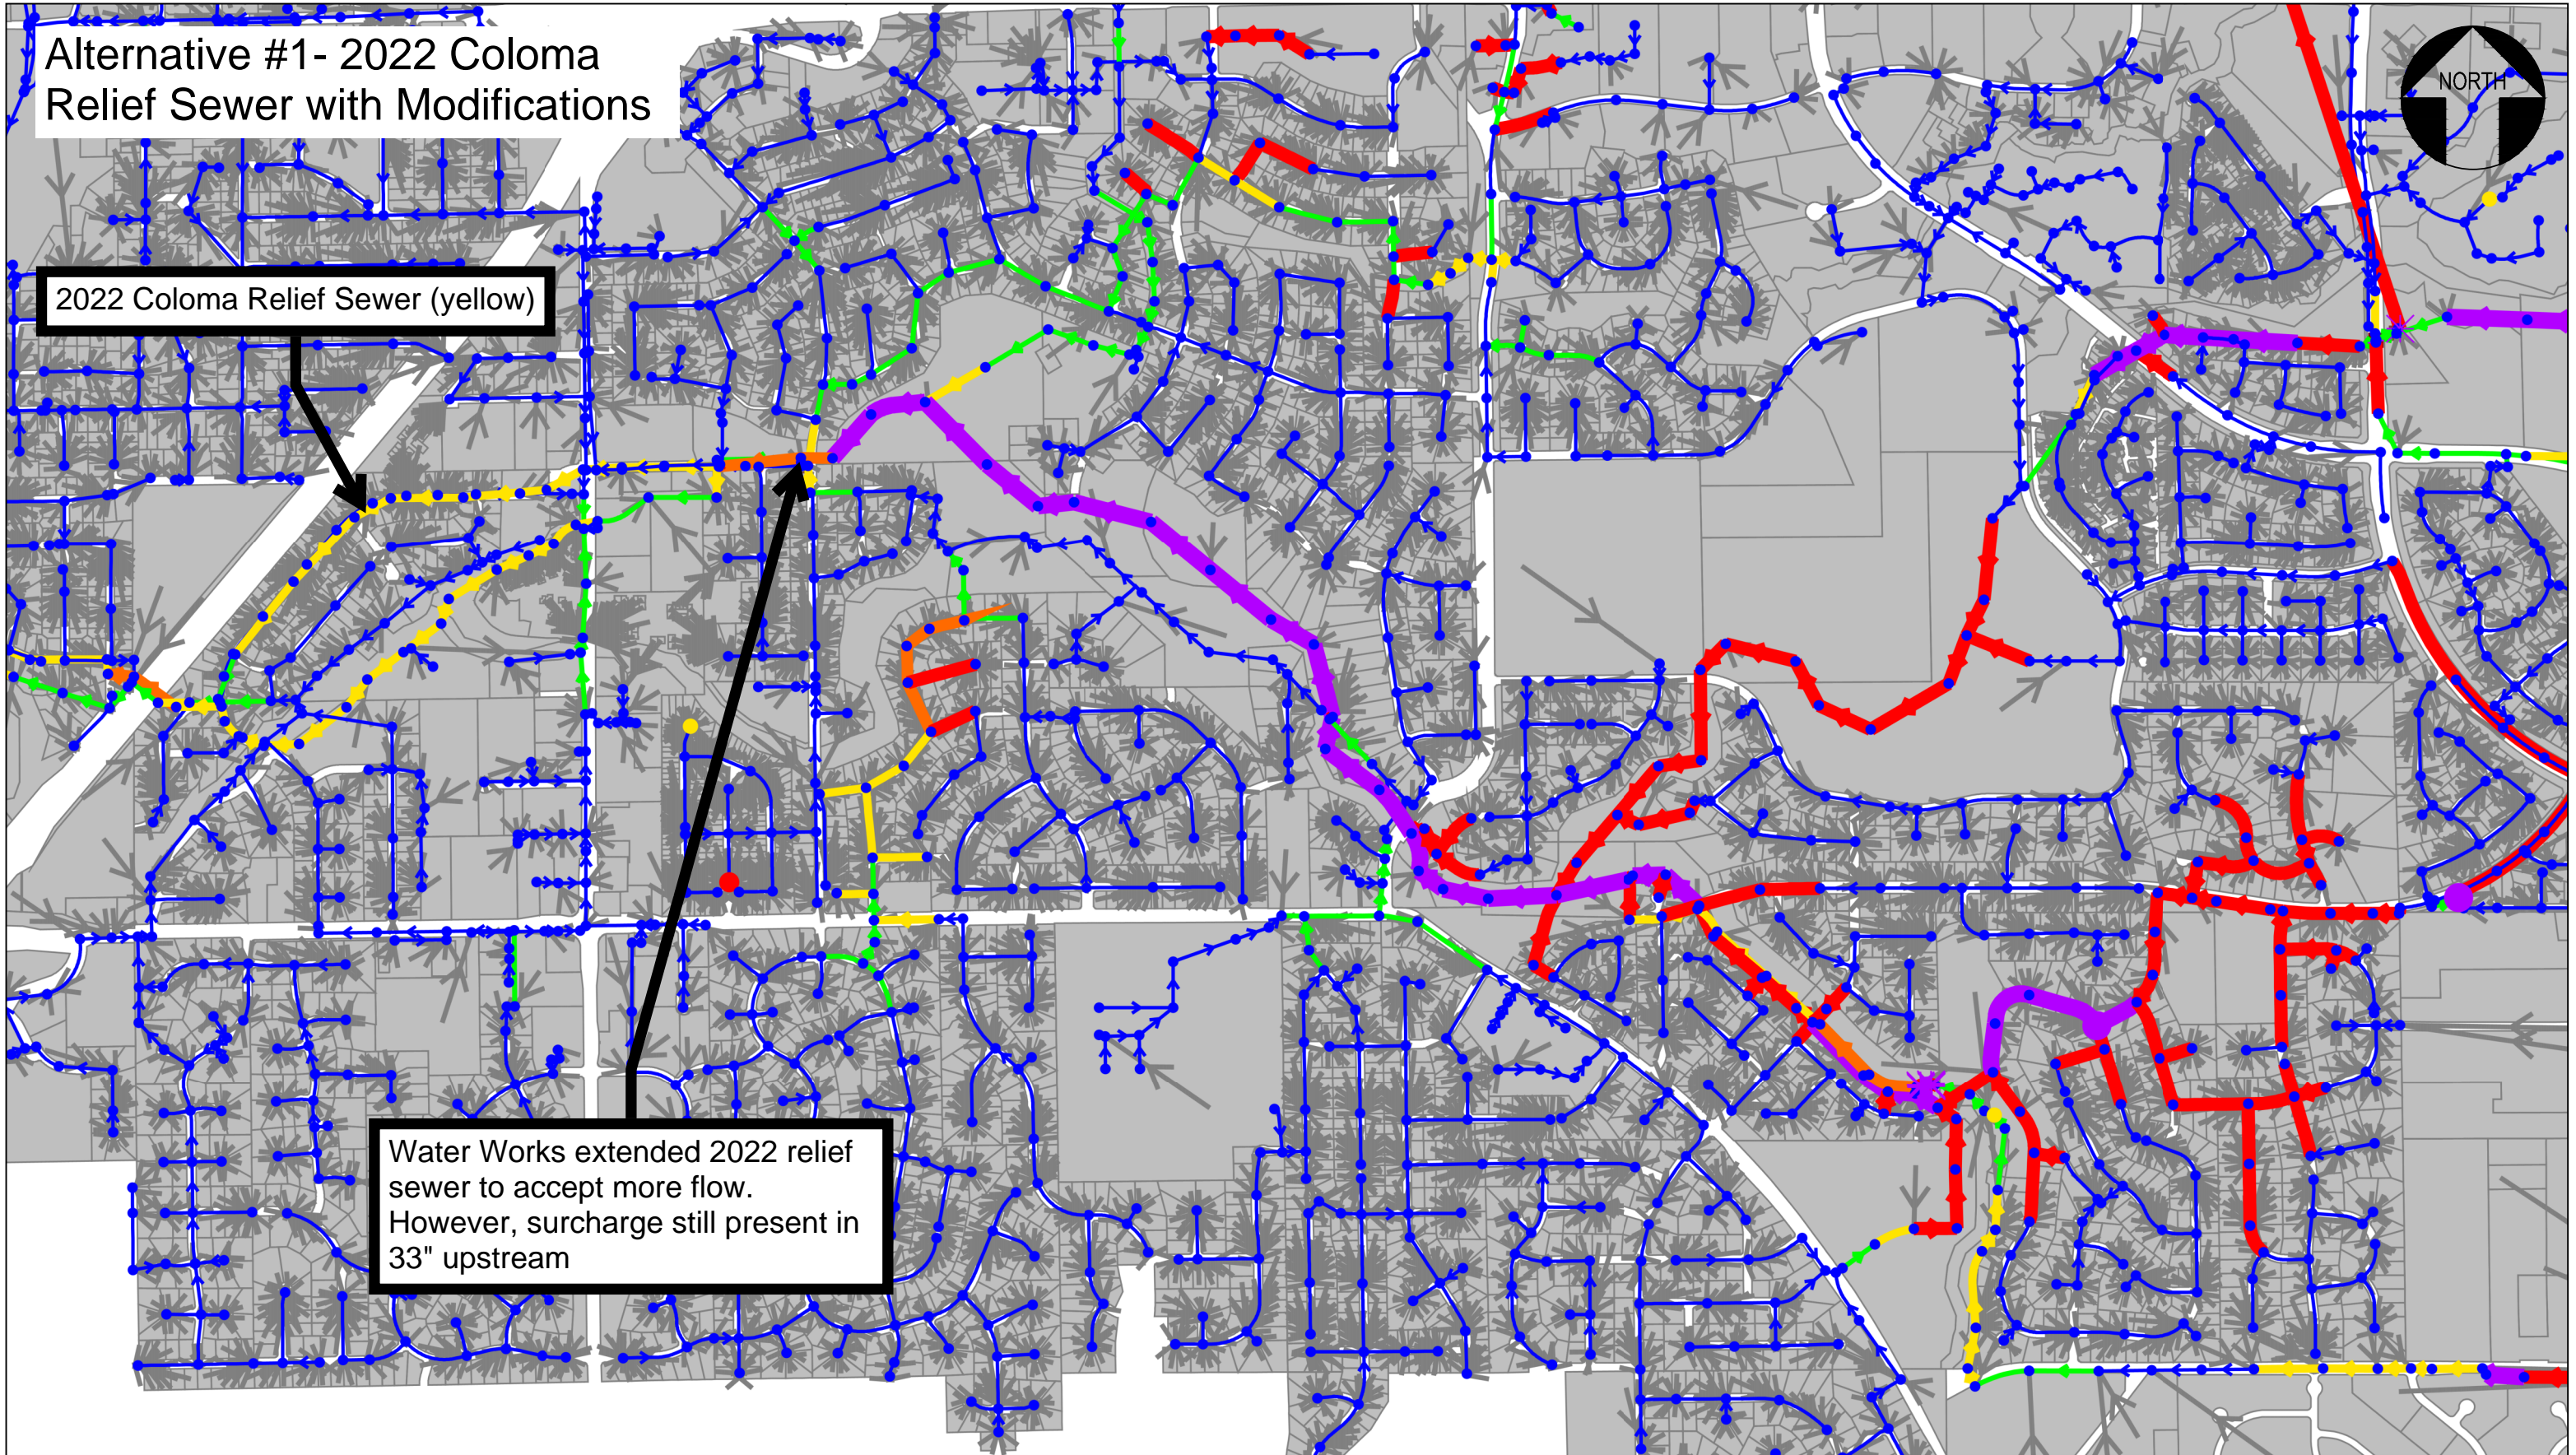 Alternative #1- 2022 Coloma
Relief Sewer with Modifications
NORTH
2022 Coloma Relief Sewer (yellow)
Water Works extended 2022 relief
sewer to accept more flow.
However, surcharge still present in
33" upstream